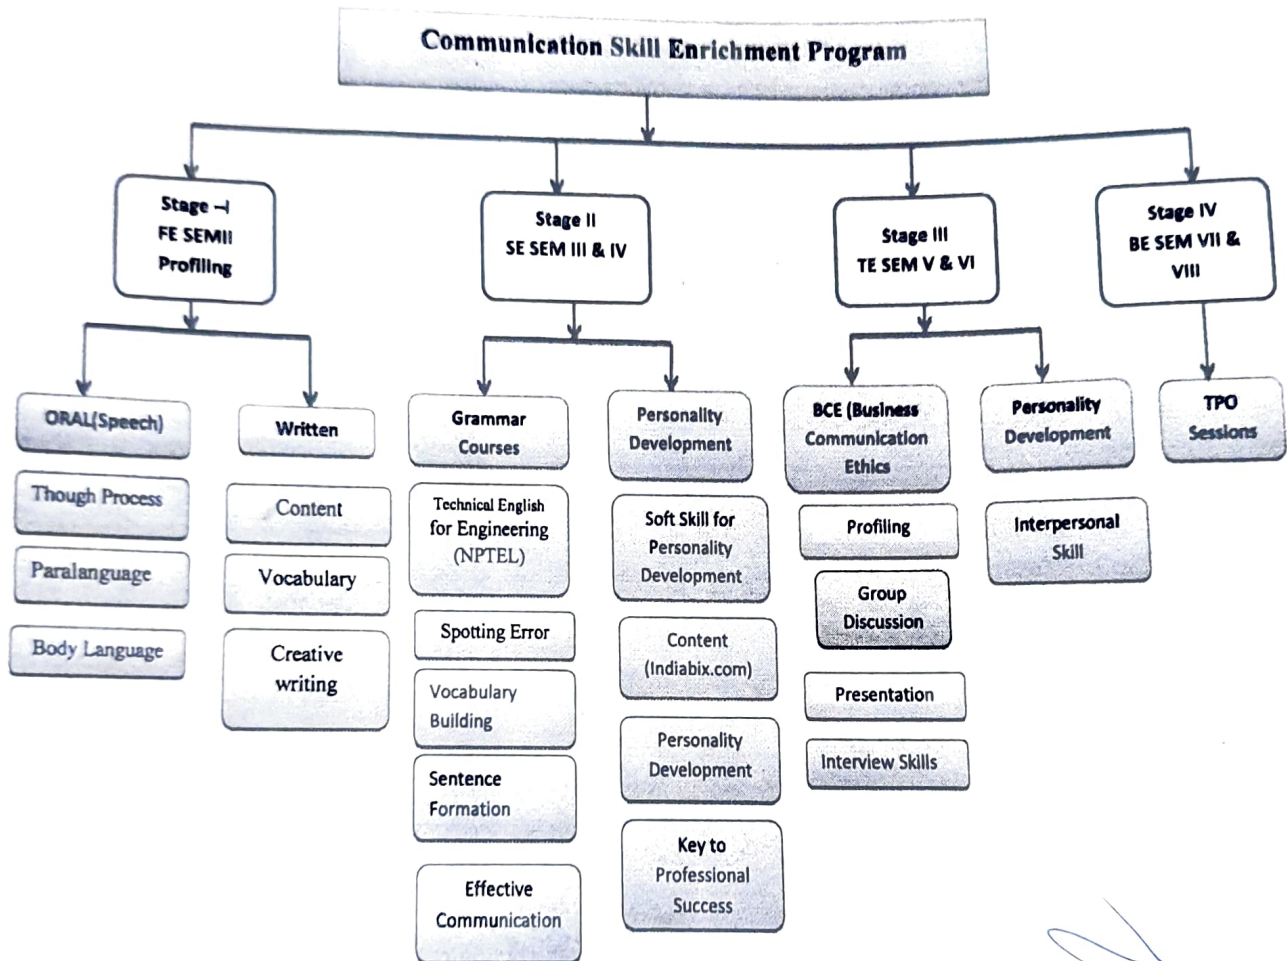 Communication Skill Enrichment Program
Stage –I
FE SEMII
Profiling
Stage II
SE SEM III & IV
Stage III
TE SEM V & VI
Stage IV
BE SEM VII &
VIII
ORAL(Speech)
Though Process
Paralanguage
Body Language
Written
Content
Vocabulary
Creative
writing
Grammar
Courses
Technical English
for Engineering
(NPTEL)
Spotting Error
Vocabulary
Building
Sentence
Formation
Effective
Communication
Personality
Development
Soft Skill for
Personality
Development
Content
(Indiabix.com)
Personality
Development
Key to
Professional
Success
BCE (Business
Communication
Ethics
Profiling
Group
Discussion
Presentation
Interview Skills
Personality
Development
Interpersonal
Skill
TPO
Sessions